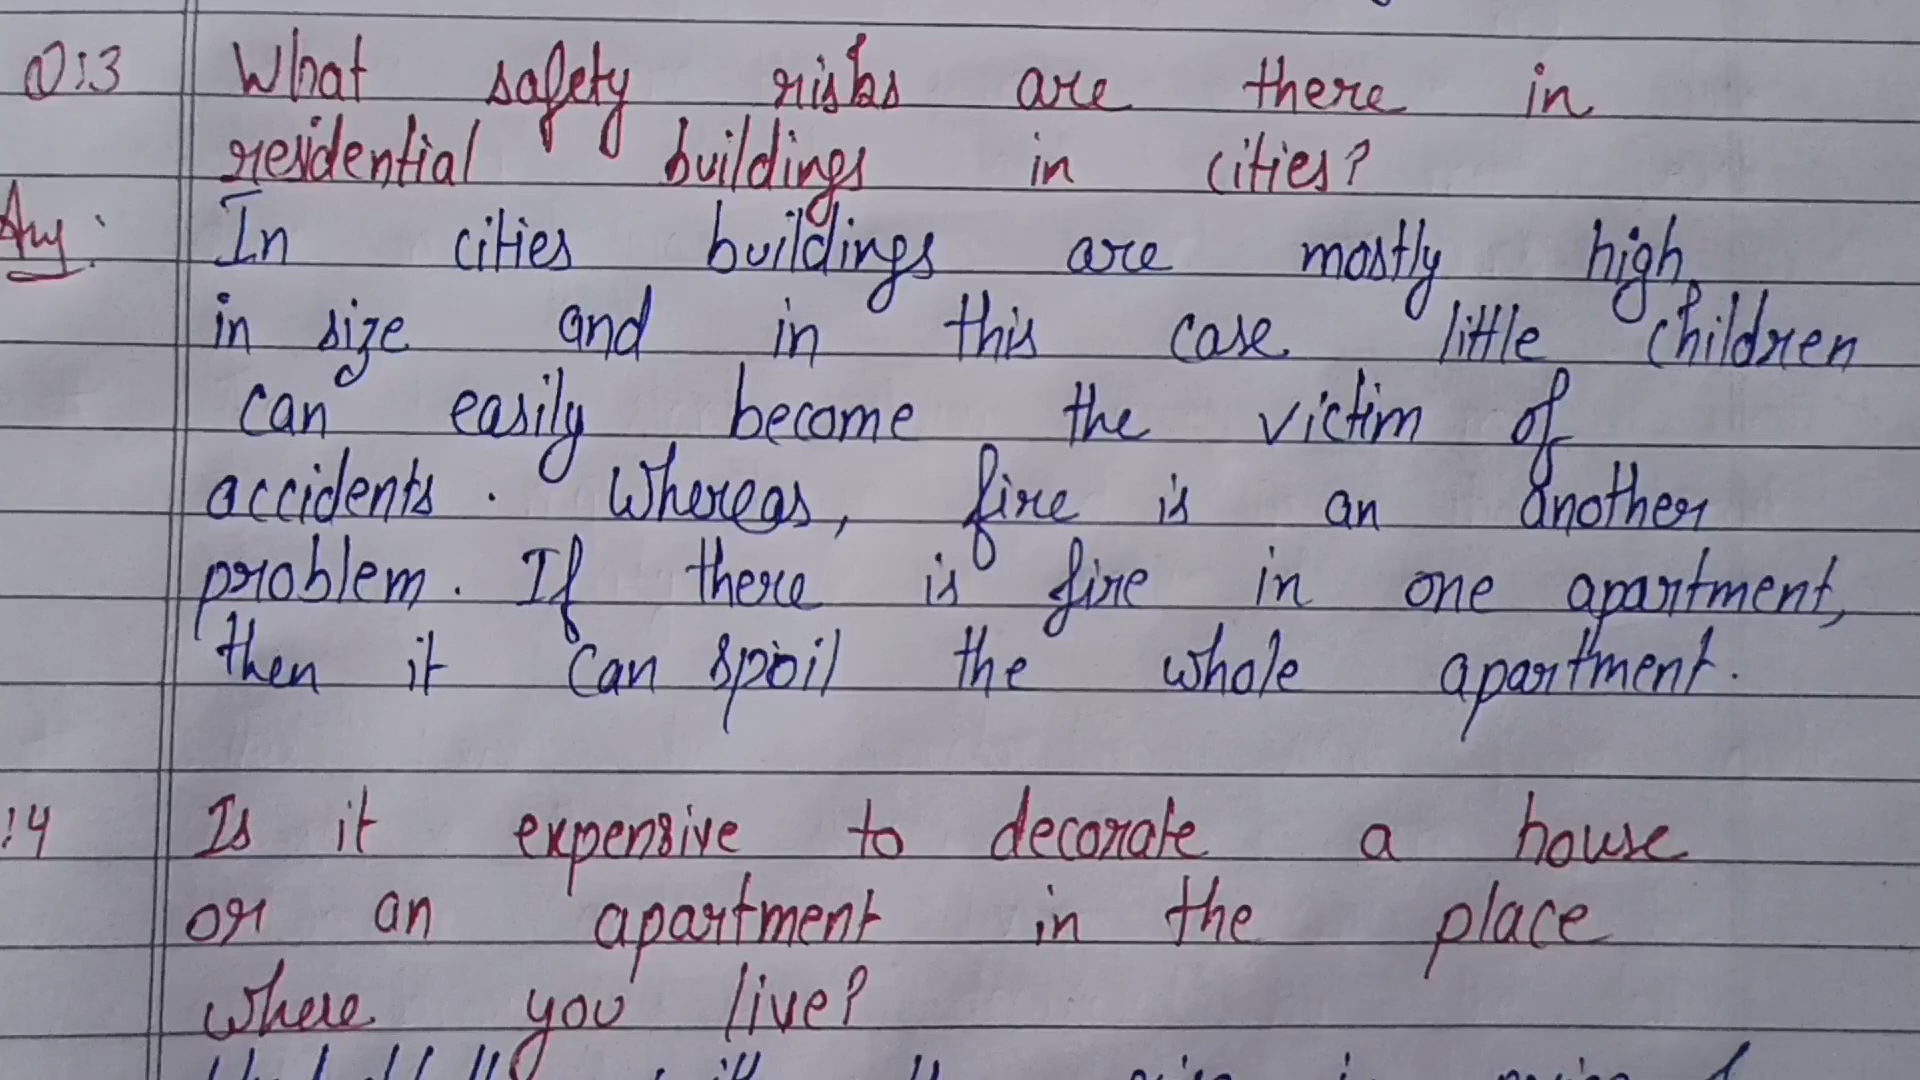 Q:3 What safety risks are there in
residential buildings in cities?
Ans: In cities buildings are mostly high
in size and in this case little children
can easily become the victim of
accidents. Whereas, fire is an another
problem. If there is fire in one apartment,
then it can spoil the whole apartment.
:4 Is it expensive to decorate a house
or an apartment in the place
where you live?